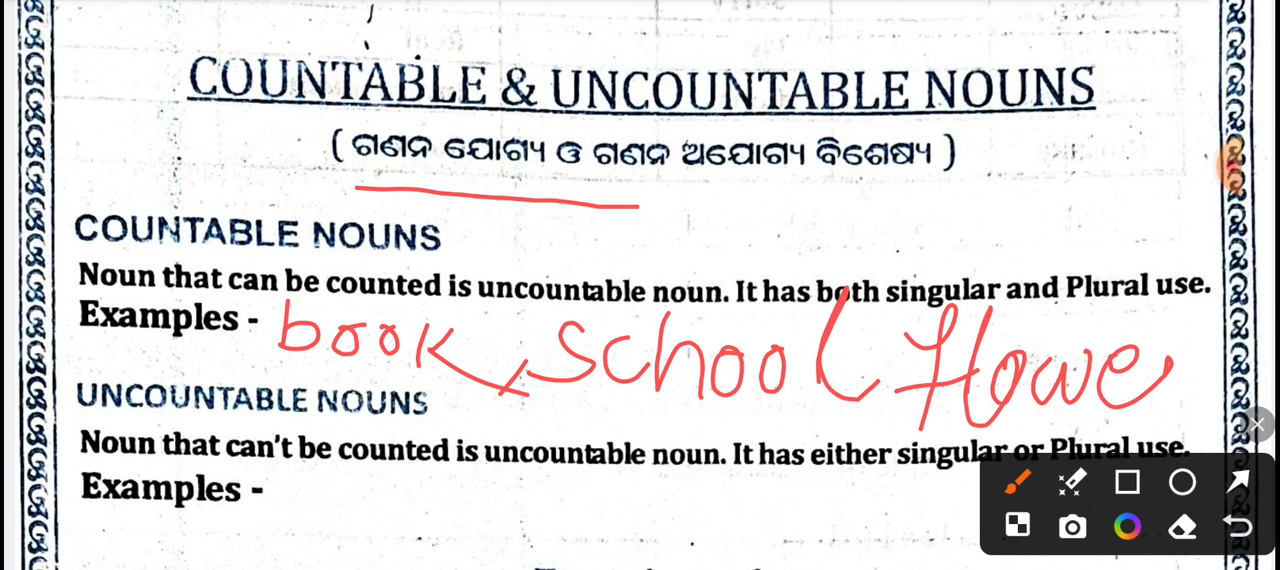 COUNTABLE & UNCOUNTABLE NOUNS
( ଗଣନ ଯୋଗ୍ୟ ଓ ଗଣନ ଅଯୋଗ୍ୟ ବିଶେଷ୍ୟ )
COUNTABLE NOUNS
Noun that can be counted is uncountable noun. It has both singular and Plural use.
Examples - book, school flowe
UNCOUNTABLE NOUNS
Noun that can't be counted is uncountable noun. It has either singular or Plural use.
Examples -